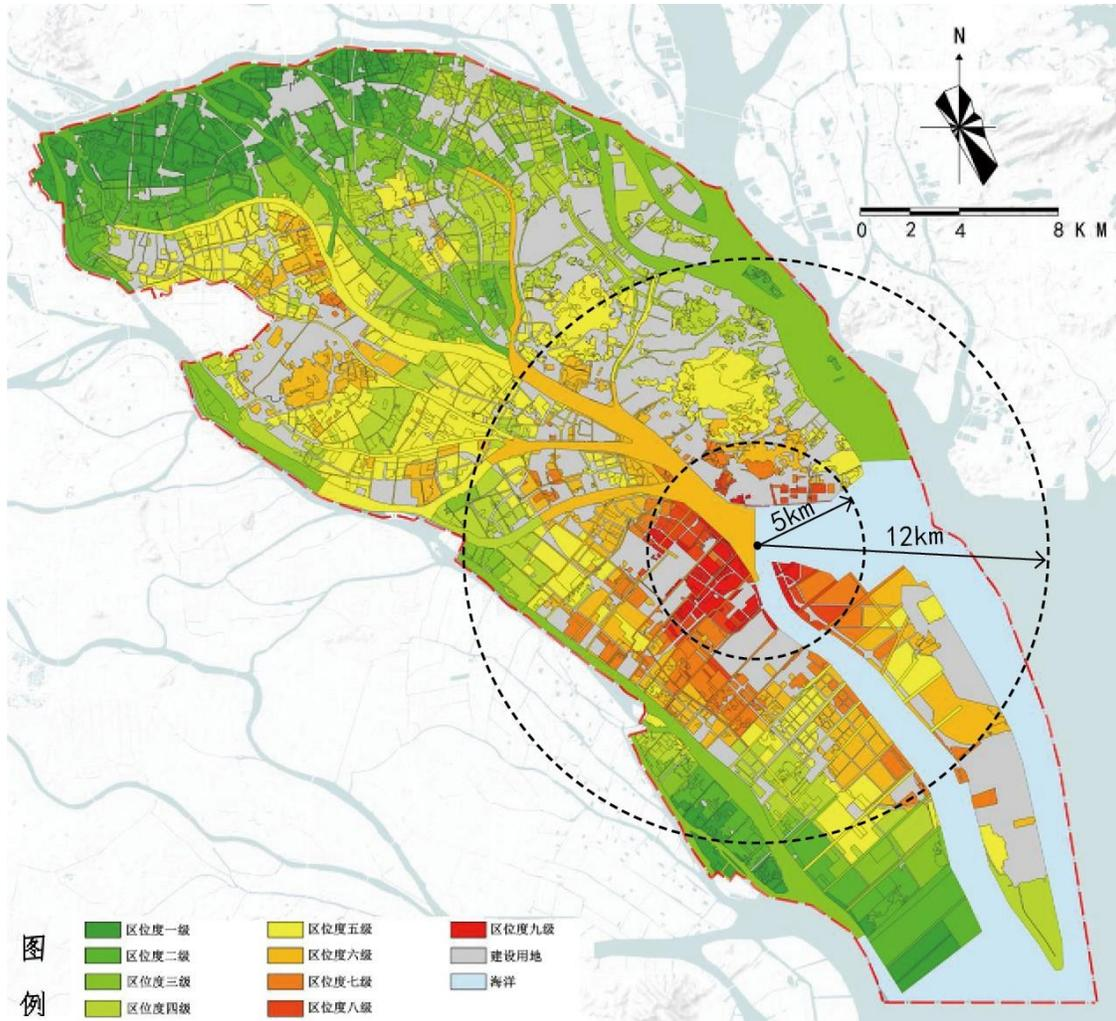 N
0 2 4 8 KM
5km
12km
图例
区位度一级
区位度二级
区位度三级
区位度四级
区位度五级
区位度六级
区位度七级
区位度八级
区位度九级
建设用地
海洋